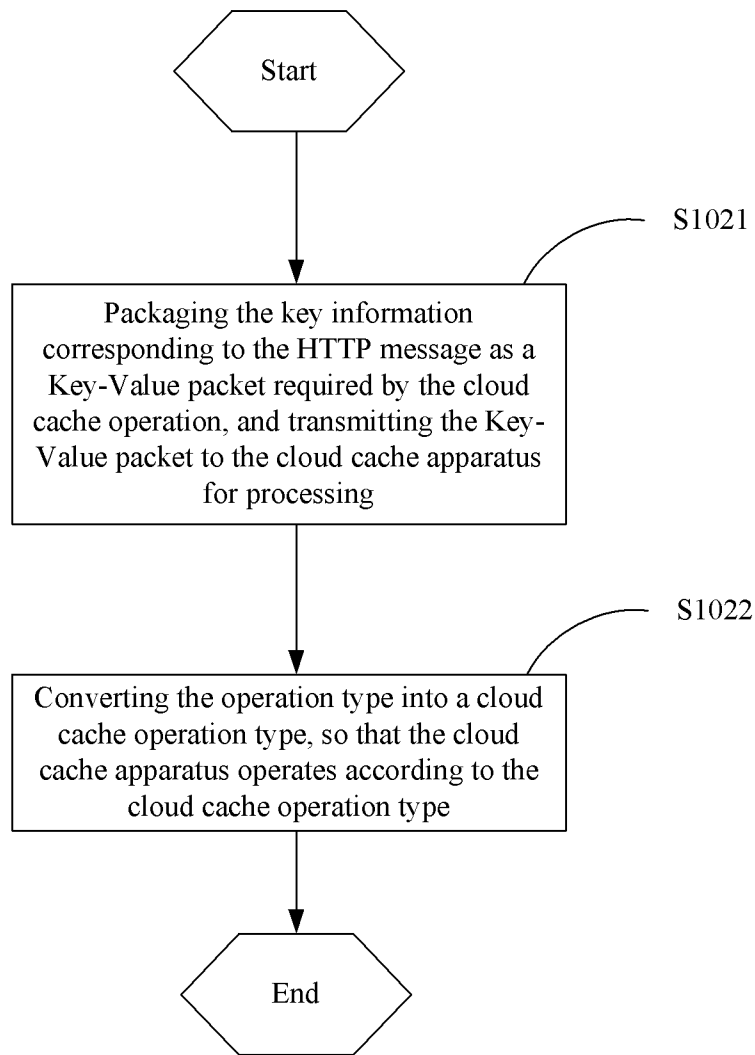 Start
S1021
Packaging the key information
corresponding to the HTTP message as a
Key-Value packet required by the cloud
cache operation, and transmitting the Key-
Value packet to the cloud cache apparatus
for processing
S1022
Converting the operation type into a cloud
cache operation type, so that the cloud
cache apparatus operates according to the
cloud cache operation type
End